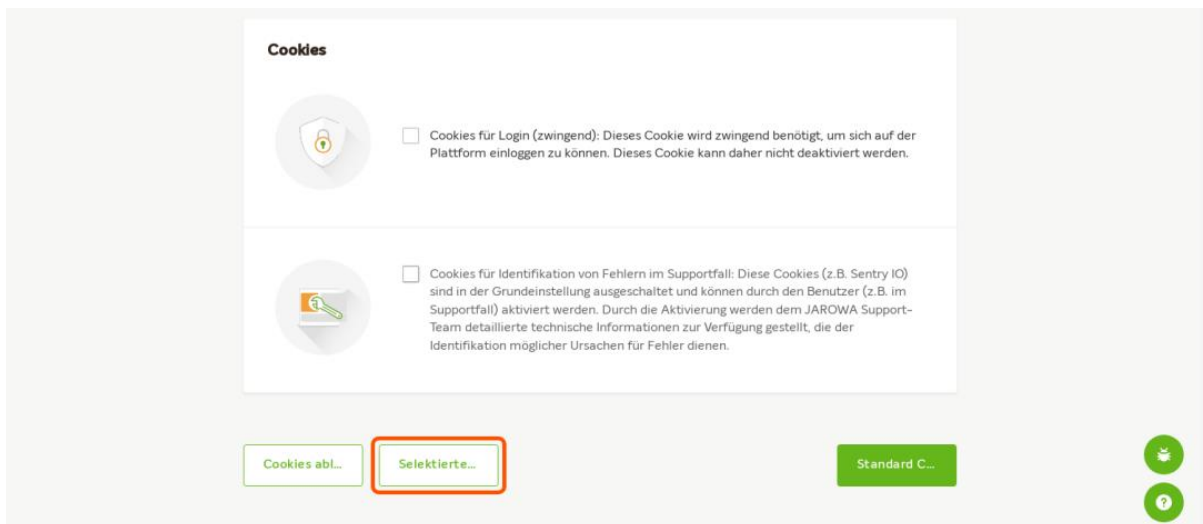 Cookies
Cookies für Login (zwingend): Dieses Cookie wird zwingend benötigt, um sich auf der
Plattform einloggen zu können. Dieses Cookie kann daher nicht deaktiviert werden.
Cookies für Identifikation von Fehlern im Supportfall: Diese Cookies (z.B. Sentry IO)
sind in der Grundeinstellung ausgeschaltet und können durch den Benutzer (z.B. im
Supportfall) aktiviert werden. Durch die Aktivierung werden dem JAROWA Support-
Team detaillierte technische Informationen zur Verfügung gestellt, die der
Identifikation möglicher Ursachen für Fehler dienen.
Cookies abl...
Selektierte...
Standard C...